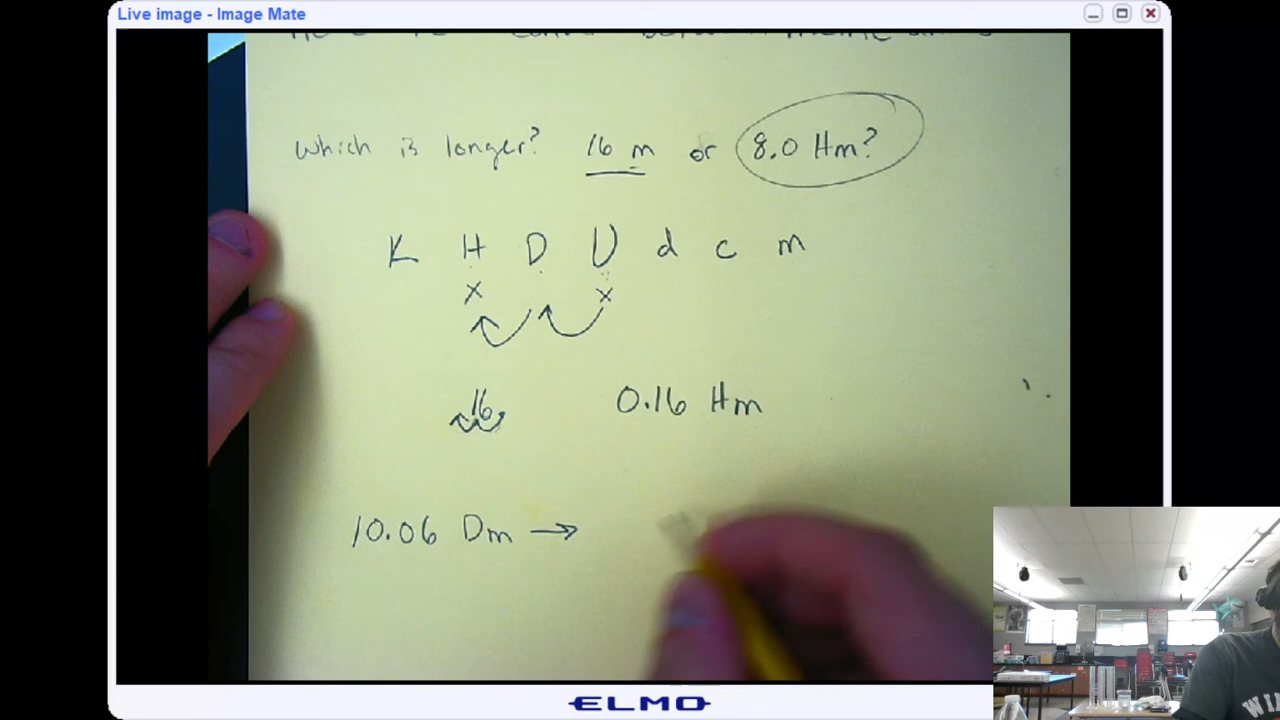 Live image - Image Mate
which is longer? 16 m or 8.0 Hm?
K H D U d c m
x x
16 0.16 Hm
10.06 Dm →
ELMO